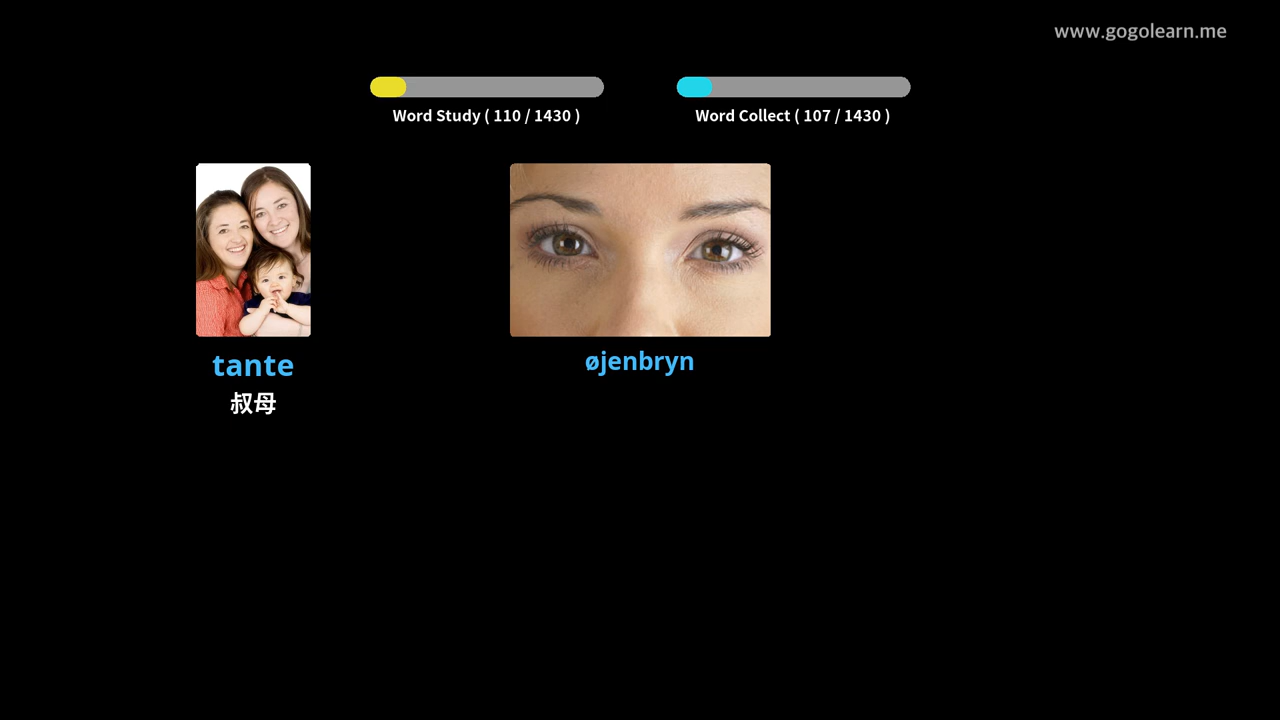 www.gogolearn.me
Word Study ( 110 / 1430 )
Word Collect ( 107 / 1430 )
tante
叔母
øjenbryn